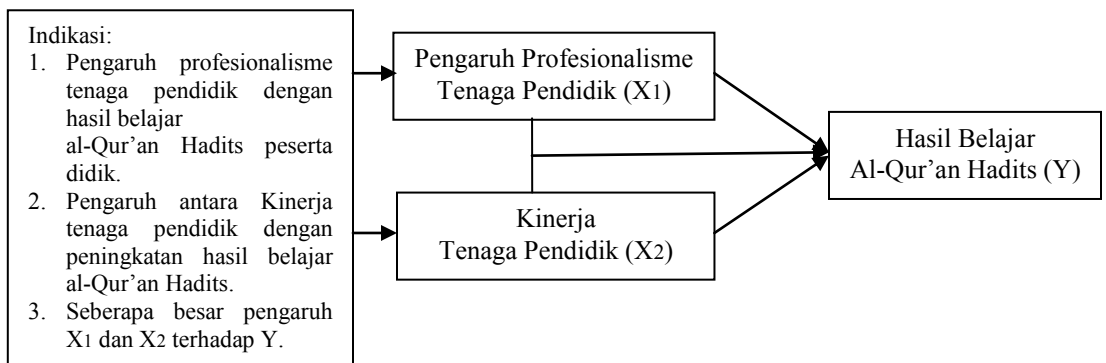 Indikasi:
1. Pengaruh profesionalisme
tenaga pendidik dengan
hasil belajar
al-Qur’an Hadits peserta
didik.
2. Pengaruh antara Kinerja
tenaga pendidik dengan
peningkatan hasil belajar
al-Qur’an Hadits.
3. Seberapa besar pengaruh
X1 dan X2 terhadap Y.
Pengaruh Profesionalisme
Tenaga Pendidik (X1)
Kinerja
Tenaga Pendidik (X2)
Hasil Belajar
Al-Qur’an Hadits (Y)